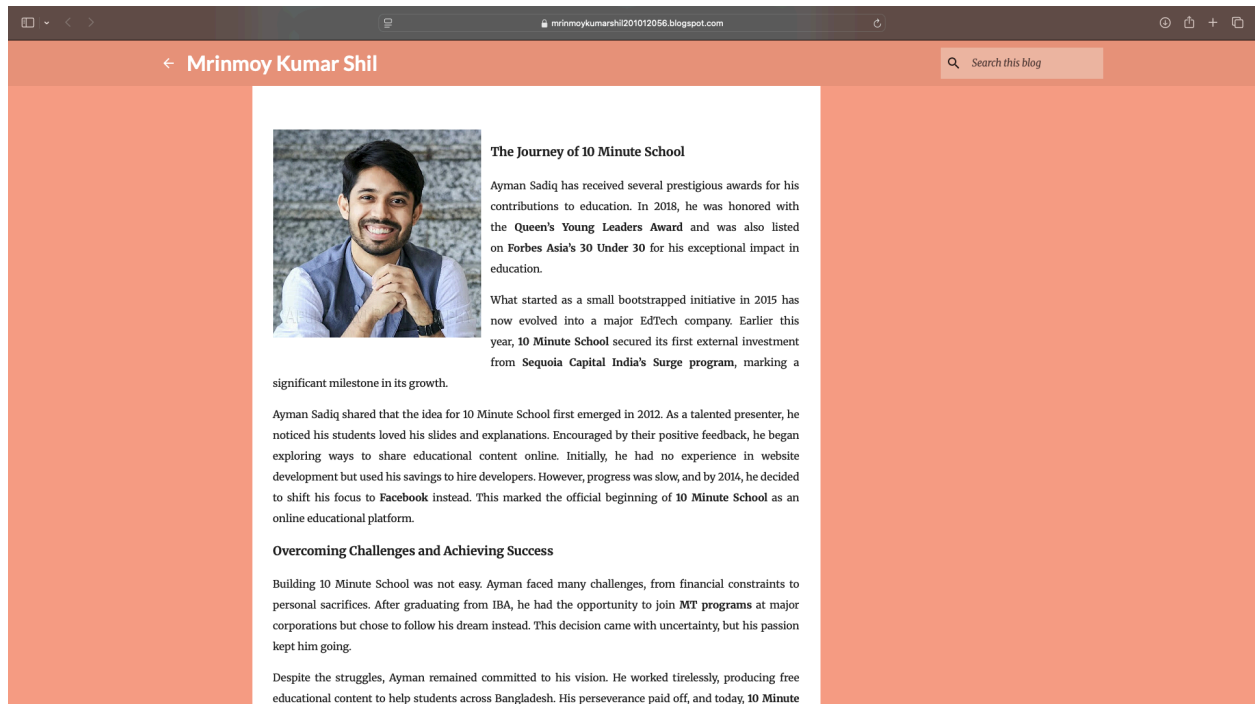 mrinmoykumarshil201012056.blogspot.com
Mrinmoy Kumar Shil
Search this blog
The Journey of 10 Minute School
Ayman Sadiq has received several prestigious awards for his
contributions to education. In 2018, he was honored with
the Queen's Young Leaders Award and was also listed
on Forbes Asia's 30 Under 30 for his exceptional impact in
education.
What started as a small bootstrapped initiative in 2015 has
now evolved into a major EdTech company. Earlier this
year, 10 Minute School secured its first external investment
from Sequoia Capital India's Surge program, marking a
significant milestone in its growth.
Ayman Sadiq shared that the idea for 10 Minute School first emerged in 2012. As a talented presenter, he
noticed his students loved his slides and explanations. Encouraged by their positive feedback, he began
exploring ways to share educational content online. Initially, he had no experience in website
development but used his savings to hire developers. However, progress was slow, and by 2014, he decided
to shift his focus to Facebook instead. This marked the official beginning of 10 Minute School as an
online educational platform.
Overcoming Challenges and Achieving Success
Building 10 Minute School was not easy. Ayman faced many challenges, from financial constraints to
personal sacrifices. After graduating from IBA, he had the opportunity to join MT programs at major
corporations but chose to follow his dream instead. This decision came with uncertainty, but his passion
kept him going.
Despite the struggles, Ayman remained committed to his vision. He worked tirelessly, producing free
educational content to help students across Bangladesh. His perseverance paid off, and today, 10 Minute